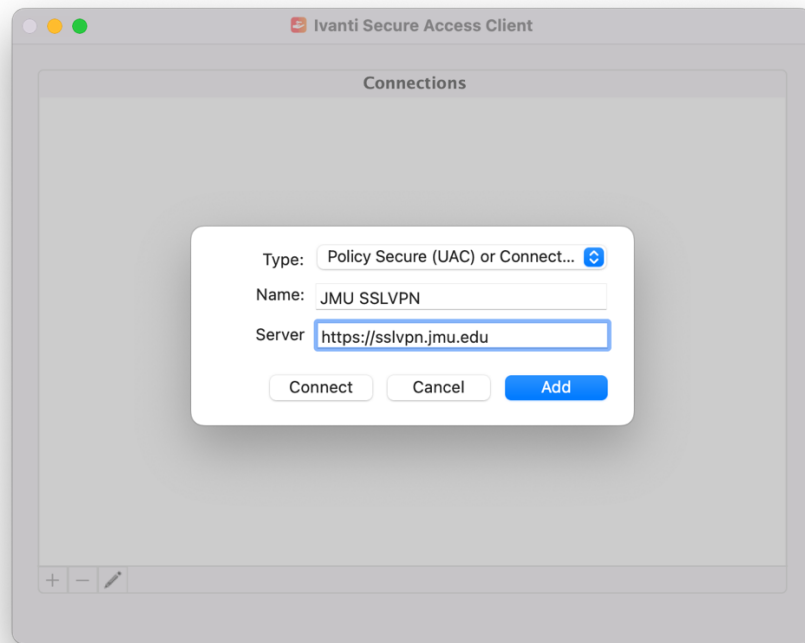 Ivanti Secure Access Client
Connections
Type: Policy Secure (UAC) or Connect...
Name: JMU SSLVPN
Server https://sslvpn.jmu.edu
Connect Cancel Add